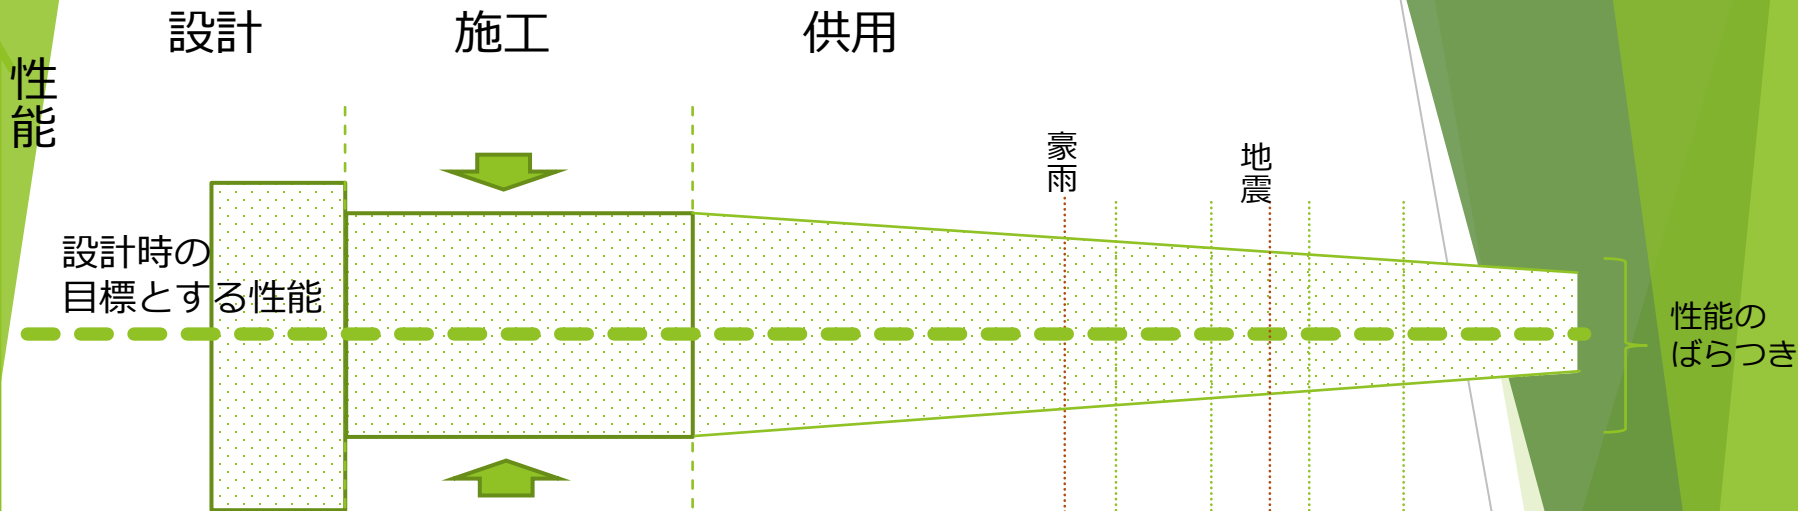 設計
施工
供用
性能
豪雨
地震
設計時の
目標とする性能
性能の
ばらつき